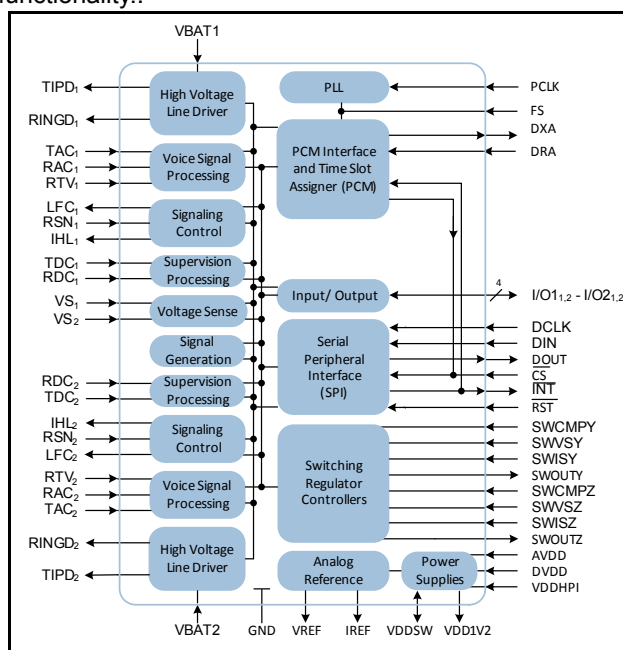 functionality..
VBAT1
TIPD1
RINGD1
TAC1
RAC1
RTV1
LFC1
RSN1
IHL1
TDC1
RDC1
VS1
VS2
RDC2
TDC2
IHL2
RSN2
LFC2
RTV2
RAC2
TAC2
RINGD2
TIPD2
High Voltage
Line Driver
Voice Signal
Processing
Signaling
Control
Supervision
Processing
Voltage Sense
Signal
Generation
Supervision
Processing
Signaling
Control
Voice Signal
Processing
High Voltage
Line Driver
PLL
PCM Interface
and Time Slot
Assigner (PCM)
Input/ Output
Serial
Peripheral
Interface
(SPI)
Switching
Regulator
Controllers
Analog
Reference
Power
Supplies
PCLK
FS
DXA
DRA
4
I/O11,2 - I/O21,2
DCLK
DIN
DOUT
CS
INT
RST
SWCMPY
SWVSY
SWISY
SWOUTY
SWCMPZ
SWVSZ
SWISZ
SWOUTZ
AVDD
DVDD
VDDHPI
VBAT2
GND
VREF
IREF
VDDSW
VDD1V2